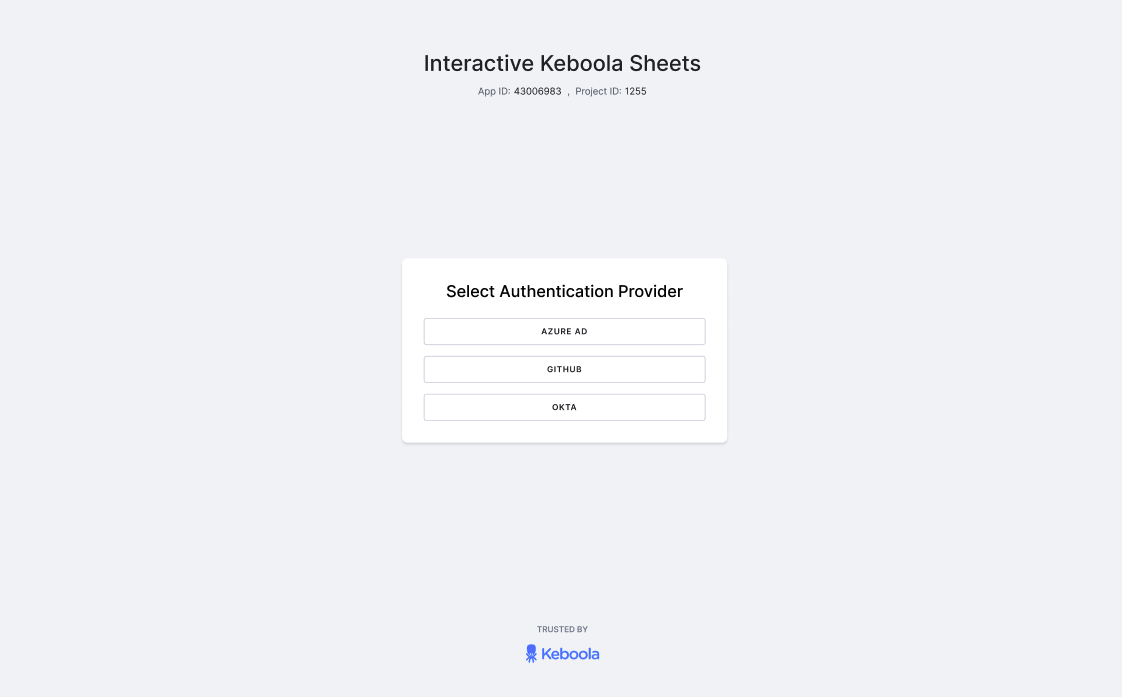 Interactive Keboola Sheets
App ID: 43006983 , Project ID: 1255
Select Authentication Provider
AZURE AD
GITHUB
OKTA
TRUSTED BY
Keboola